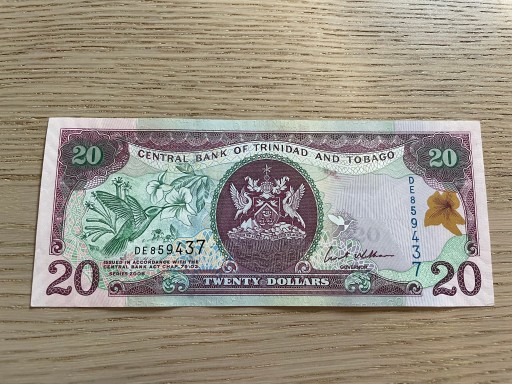 20
CENTRAL BANK OF TRINIDAD AND TOBAGO
20
DE859437
DE859437
ISSUED IN ACCORDANCE WITH THE
CENTRAL BANK ACT CHAP. 79:02
SERIES 2006
20
GOVERNOR
20
TWENTY DOLLARS
20